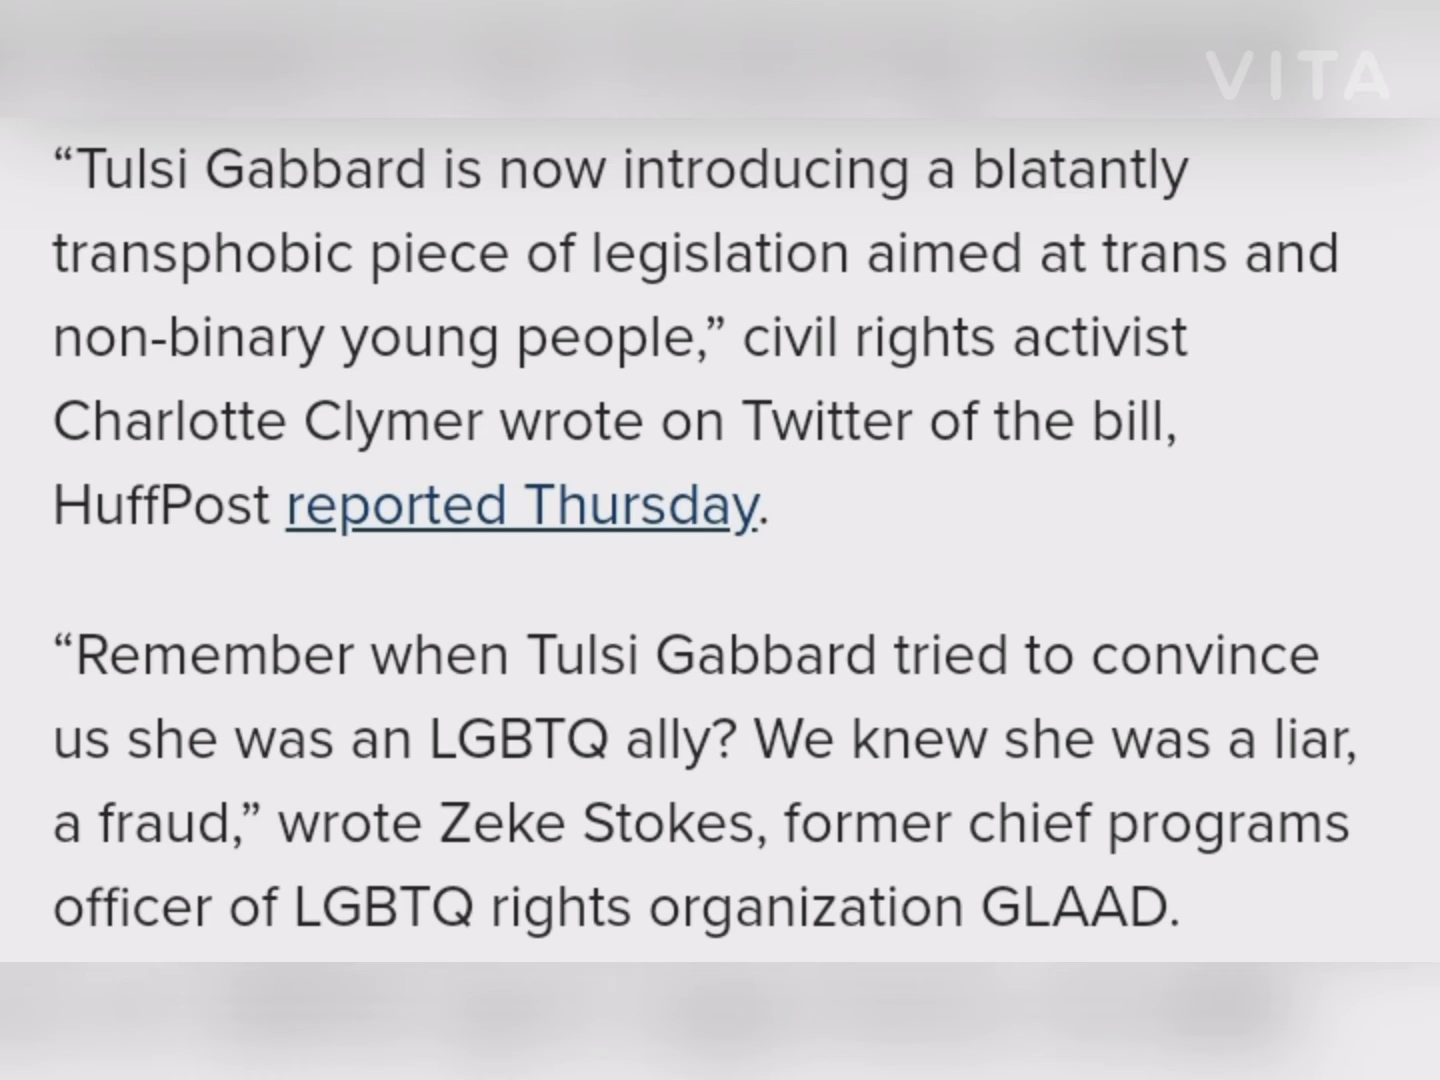 VITA
“Tulsi Gabbard is now introducing a blatantly
transphobic piece of legislation aimed at trans and
non-binary young people,” civil rights activist
Charlotte Clymer wrote on Twitter of the bill,
HuffPost reported Thursday.
“Remember when Tulsi Gabbard tried to convince
us she was an LGBTQ ally? We knew she was a liar,
a fraud,” wrote Zeke Stokes, former chief programs
officer of LGBTQ rights organization GLAAD.